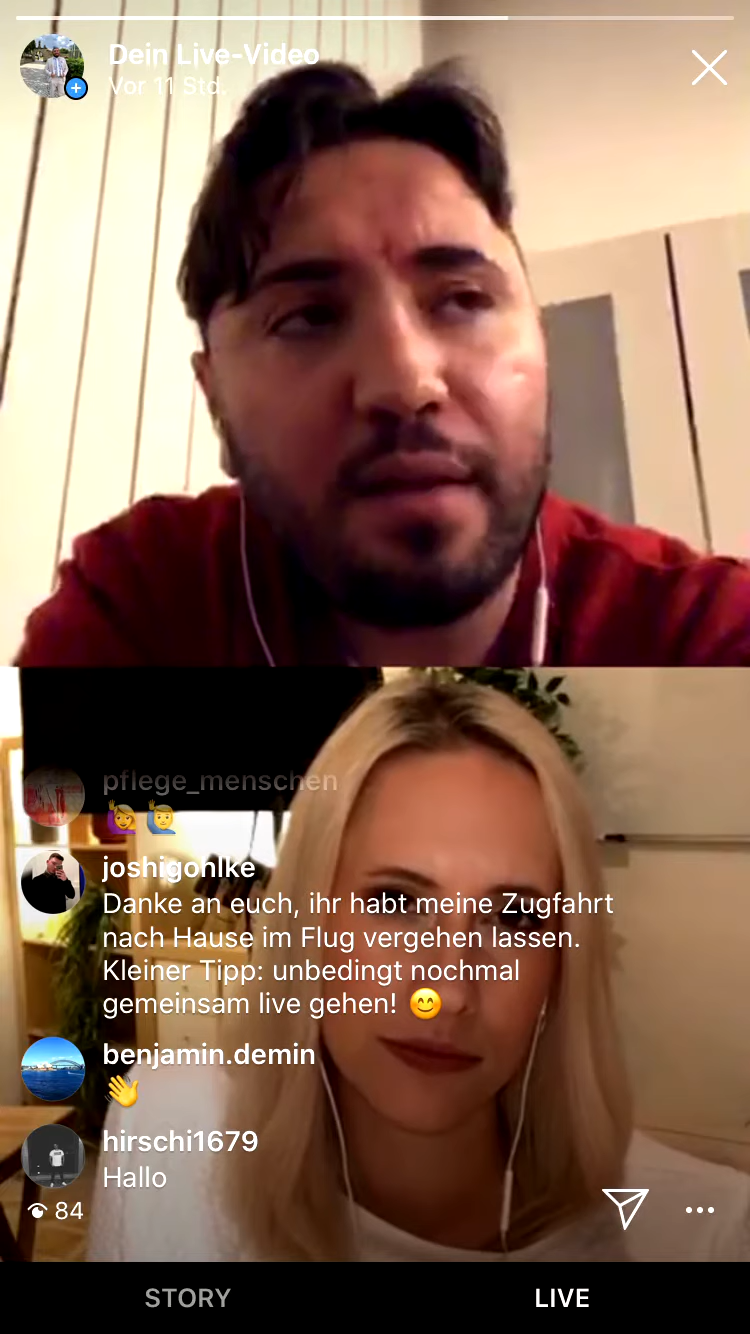 Dein Live-Video
Vor 11 Std.
pflege_menschen
🙋‍♀️🙋‍♂️
joshigohlke
Danke an euch, ihr habt meine Zugfahrt
nach Hause im Flug vergehen lassen.
Kleiner Tipp: unbedingt nochmal
gemeinsam live gehen! 😊
benjamin.demin
👋
hirschi1679
Hallo
84
STORY LIVE